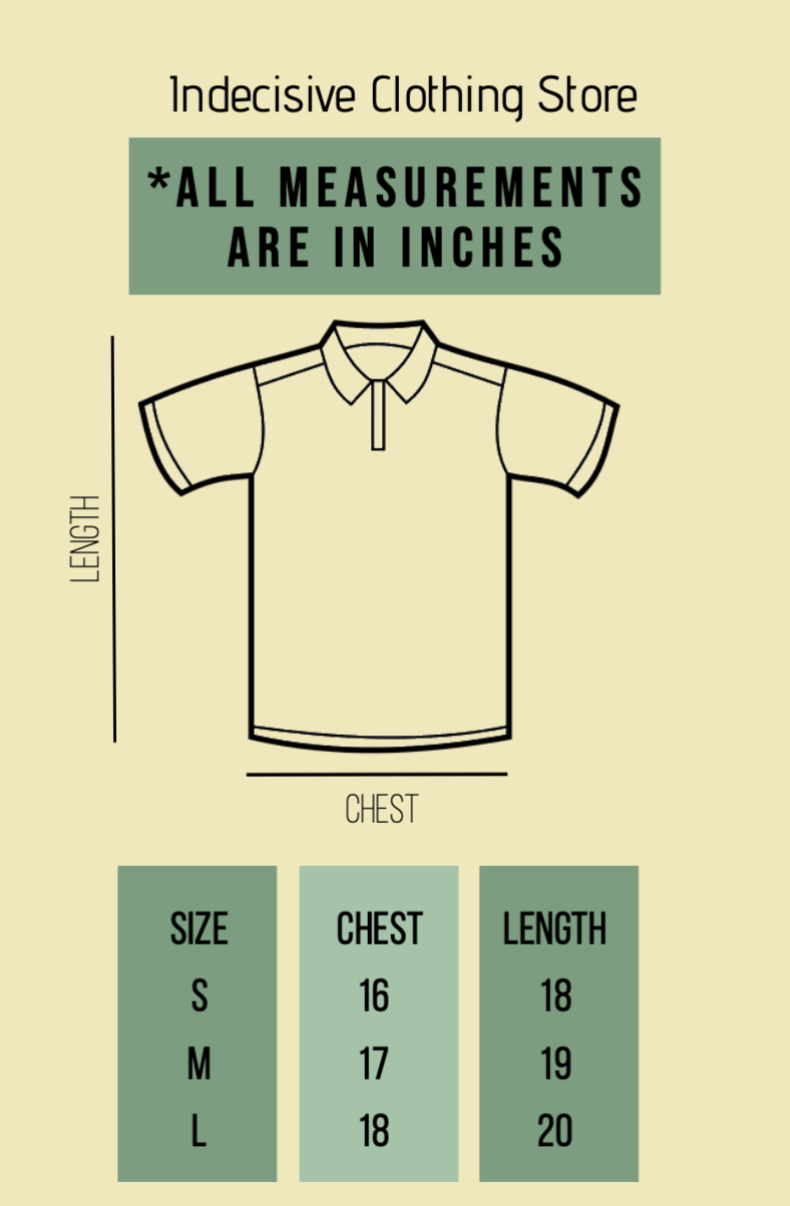 Indecisive Clothing Store
*ALL MEASUREMENTS
ARE IN INCHES
LENGTH
CHEST
SIZE CHEST LENGTH
S 16 18
M 17 19
L 18 20